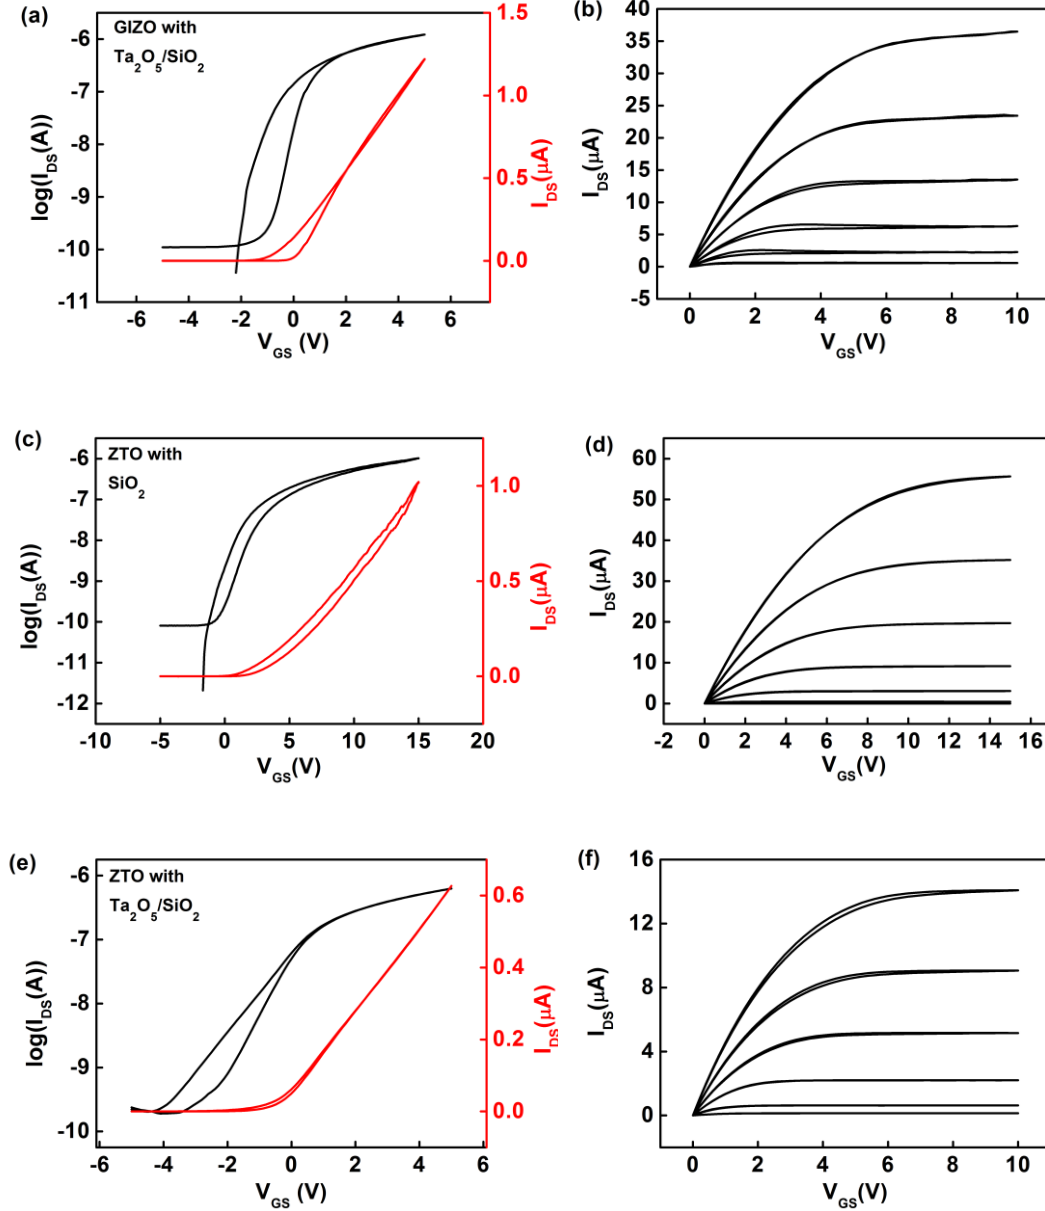 (a)
GIZO with
Ta2O5/SiO2
log(IDS(A))
-6
-7
-8
-9
-10
-11
-6 -4 -2 0 2 4 6
VGS (V)
1.5
1.0
0.5
0.0
IDS(μA)
(b)
IDS(μA)
40
35
30
25
20
15
10
5
0
-5
0 2 4 6 8 10
VGS(V)
(c)
ZTO with
SiO2
log(IDS(A))
-6
-7
-8
-9
-10
-11
-12
-10 -5 0 5 10 15 20
VGS(V)
1.0
0.5
0.0
IDS(μA)
(d)
IDS(μA)
60
50
40
30
20
10
0
-2 0 2 4 6 8 10 12 14 16
VGS(V)
(e)
ZTO with
Ta2O5/SiO2
log(IDS(A))
-6
-7
-8
-9
-10
-6 -4 -2 0 2 4 6
VGS (V)
0.6
0.4
0.2
0.0
IDS(μA)
(f)
IDS(μA)
16
12
8
4
0
0 2 4 6 8 10
VGS(V)